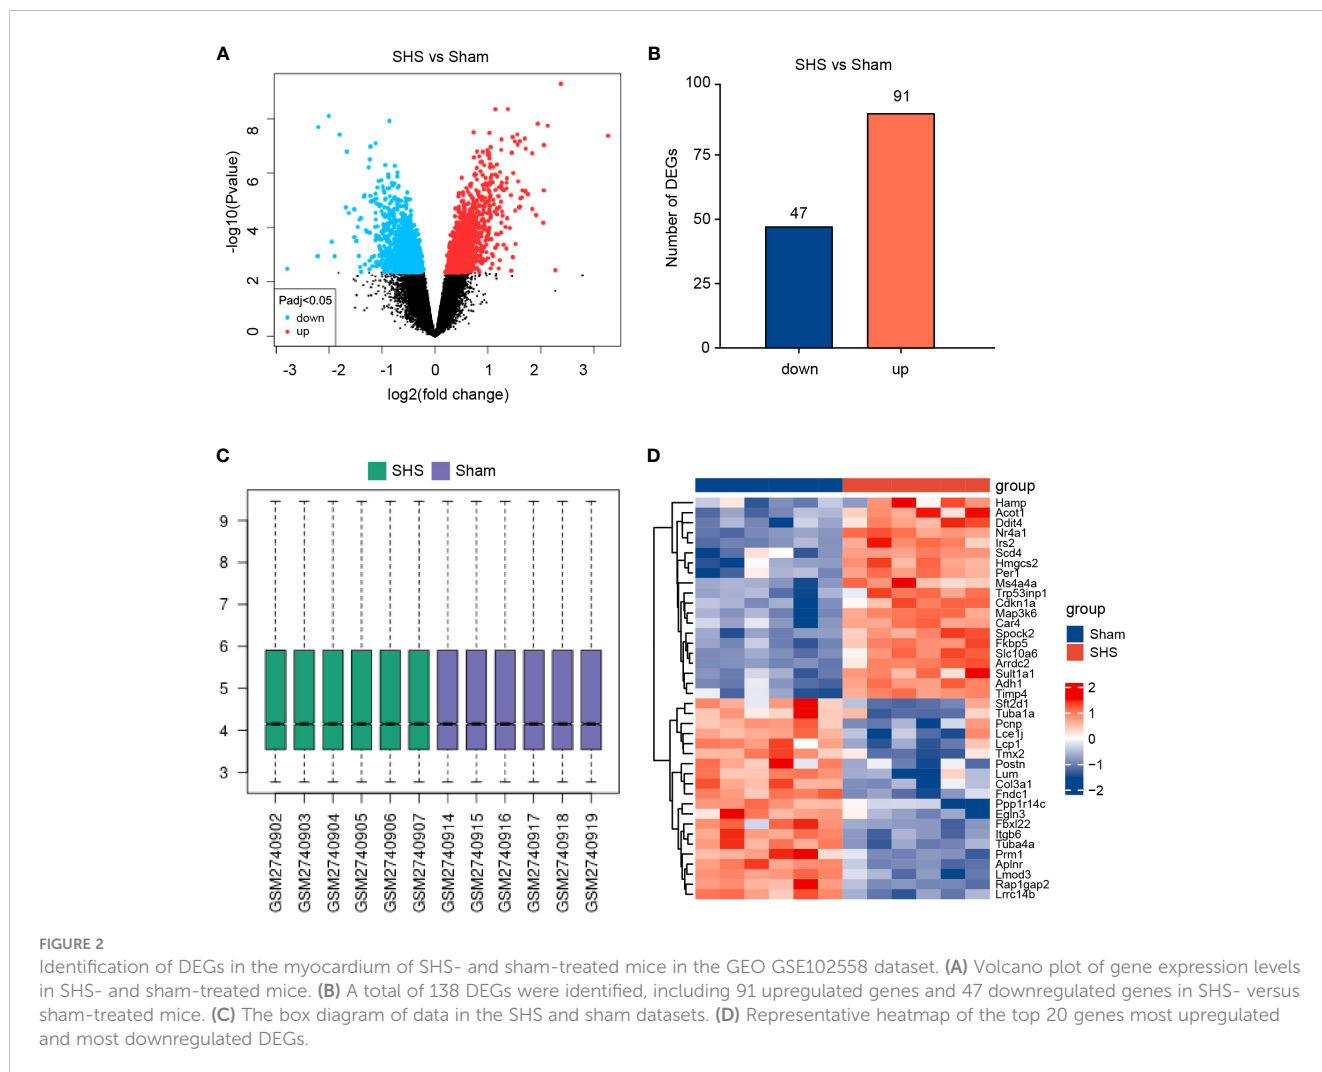 A
SHS vs Sham
-log10(Pvalue)
8
6
4
2
0
Padj<0.05
down
up
-3
-2
-1
0
1
2
3
log2(fold change)
B
SHS vs Sham
Number of DEGs
100
75
50
25
0
47
91
down
up
C
SHS
Sham
9
8
7
6
5
4
3
GSM2740902
GSM2740903
GSM2740904
GSM2740905
GSM2740906
GSM2740907
GSM2740914
GSM2740915
GSM2740916
GSM2740917
GSM2740918
GSM2740919
D
group
Hamp
Acot1
Ddit4
Nr4a1
Irs2
Scd4
Hmgcs2
Per1
Ms4a4a
Trp53inp1
Cdkn1a
Map3k6
Car4
Spock2
Fkbp5
Slc10a6
Arrdc2
Sult1a1
Adh1
Timp4
Sft2d1
Tuba1a
Pcnp
Lce1j
Lcp1
Tmx2
Postn
Lum
Col3a1
Fndc1
Ppp1r14c
Egln3
Fbxl22
Itgb6
Tuba4a
Prm1
Aplnr
Lmod3
Rap1gap2
Lrrc14b
group
Sham
SHS
2
1
0
−1
−2
FIGURE 2
Identification of DEGs in the myocardium of SHS- and sham-treated mice in the GEO GSE102558 dataset. (A) Volcano plot of gene expression levels
in SHS- and sham-treated mice. (B) A total of 138 DEGs were identified, including 91 upregulated genes and 47 downregulated genes in SHS- versus
sham-treated mice. (C) The box diagram of data in the SHS and sham datasets. (D) Representative heatmap of the top 20 genes most upregulated
and most downregulated DEGs.